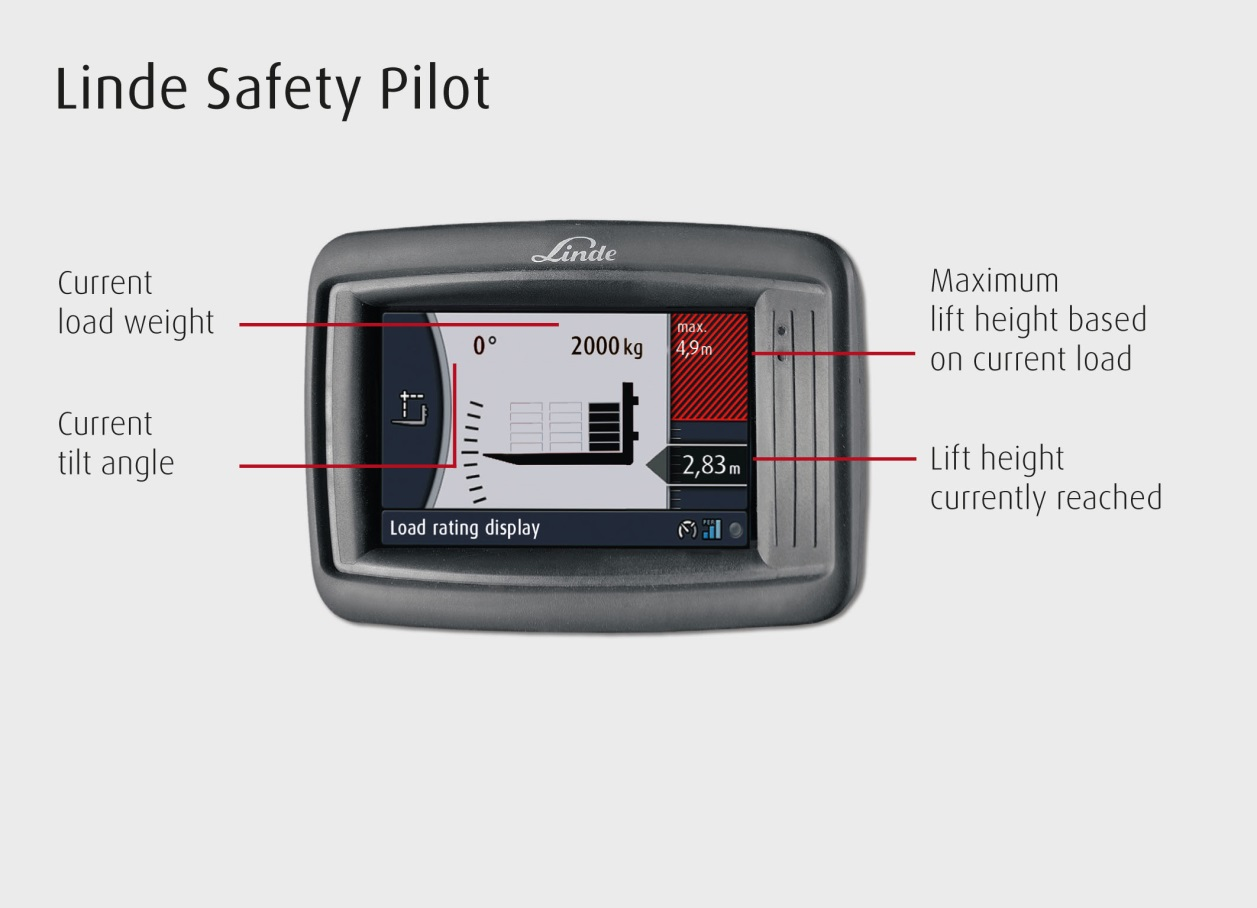 Linde Safety Pilot
Linde
Current
load weight
Current
tilt angle
0°
2000 kg
max.
4,9 m
2,83 m
Load rating display
Maximum
lift height based
on current load
Lift height
currently reached